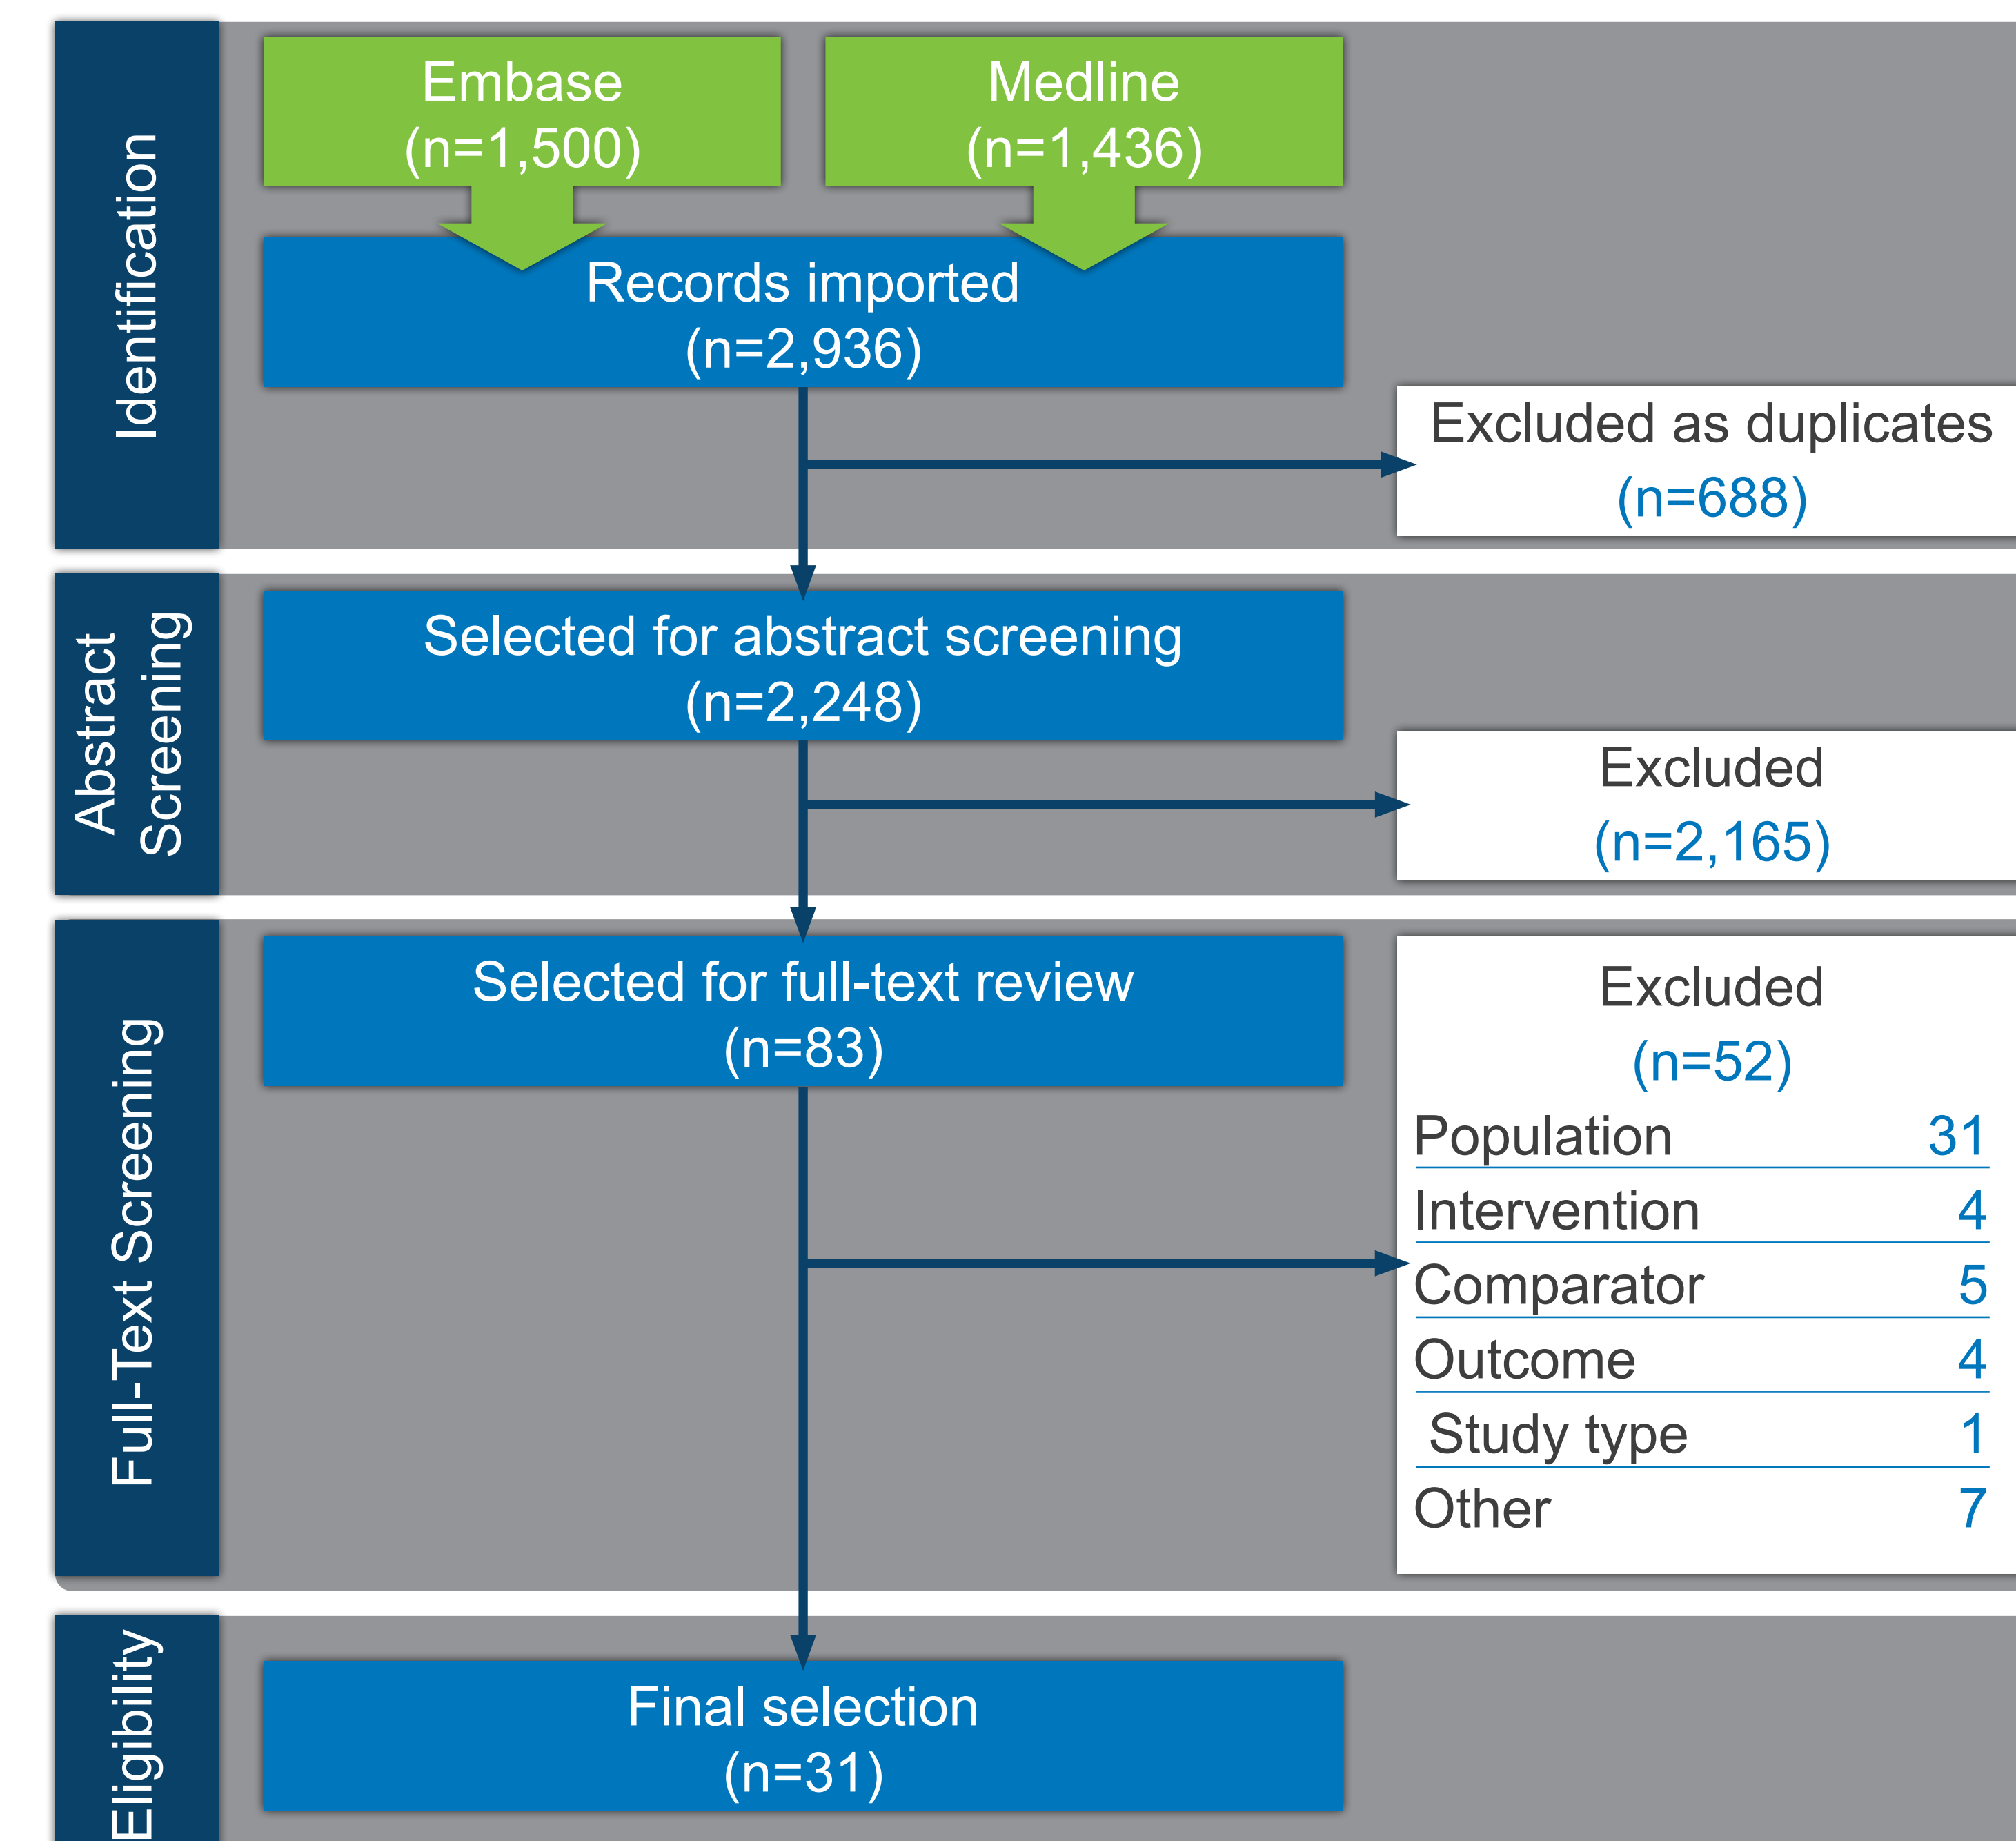 Identification
Embase
(n=1,500)
Medline
(n=1,436)
Records imported
(n=2,936)
Excluded as duplicates
(n=688)
Abstract
Screening
Selected for abstract screening
(n=2,248)
Excluded
(n=2,165)
Full-Text Screening
Selected for full-text review
(n=83)
Excluded
(n=52)
Population 31
Intervention 4
Comparator 5
Outcome 4
Study type 1
Other 7
Eligibility
Final selection
(n=31)